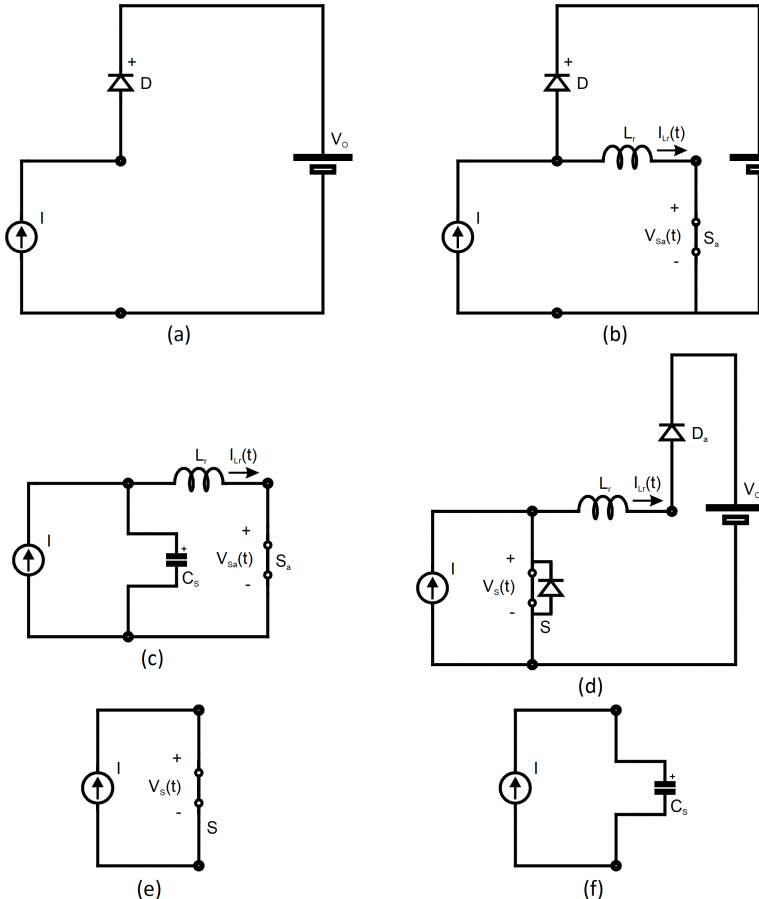 +
D
V_O
I
(a)
+
D
L_r I_Lr(t)
I
+
V_Sa(t) S_a
-
(b)
L_r I_Lr(t)
I
+
C_S
+
V_Sa(t) S_a
-
(c)
D_a
V_O
L_r I_Lr(t)
I
+
V_S(t)
-
S
(d)
I
+
V_S(t)
-
S
(e)
I
+
C_S
(f)